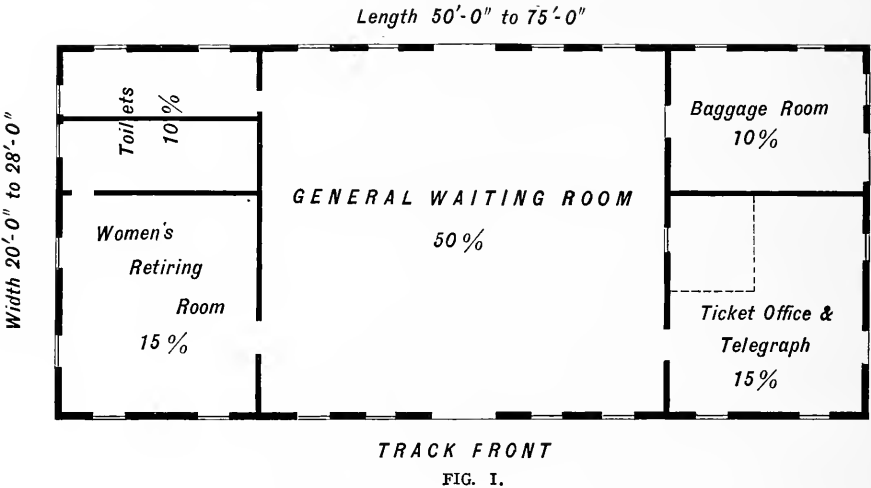 Length 50'-0" to 75'-0"
Width 20'-0" to 28'-0"
Toilets
10%
Baggage Room
10%
GENERAL WAITING ROOM
50%
Women's
Retiring
Room
15%
Ticket Office &
Telegraph
15%
TRACK FRONT
FIG. I.